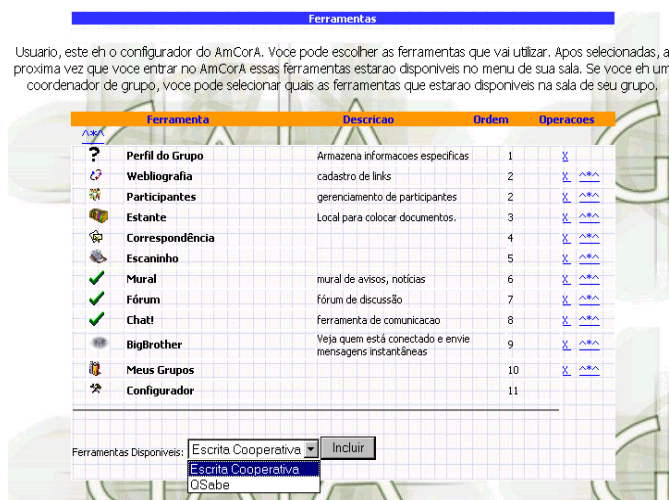 Ferramentas
Usuario, este eh o configurador do AmCorA. Voce pode escolher as ferramentas que vai utilizar. Apos selecionadas, a
proxima vez que voce entrar no AmCorA essas ferramentas estarao disponiveis no menu de sua sala. Se voce eh um
coordenador de grupo, voce pode selecionar quais as ferramentas que estarao disponiveis na sala de seu grupo.
Ferramenta Descricao Ordem Operacoes
^*^
? Perfil do Grupo Armazena informacoes especificas 1 X
Webliografia cadastro de links 2 X ^*^
Participantes gerenciamento de participantes 2 X ^*^
Estante Local para colocar documentos. 3 X ^*^
Correspondência 4 X ^*^
Escaninho 5 X ^*^
Mural mural de avisos, notícias 6 X ^*^
Fórum fórum de discussão 7 X ^*^
Chat! ferramenta de comunicacao 8 X ^*^
BigBrother Veja quem está conectado e envie
mensagens instantâneas 9 X ^*^
Meus Grupos 10 X ^*^
Configurador 11
Ferramentas Disponiveis: Escrita Cooperativa Incluir
Escrita Cooperativa
QSabe